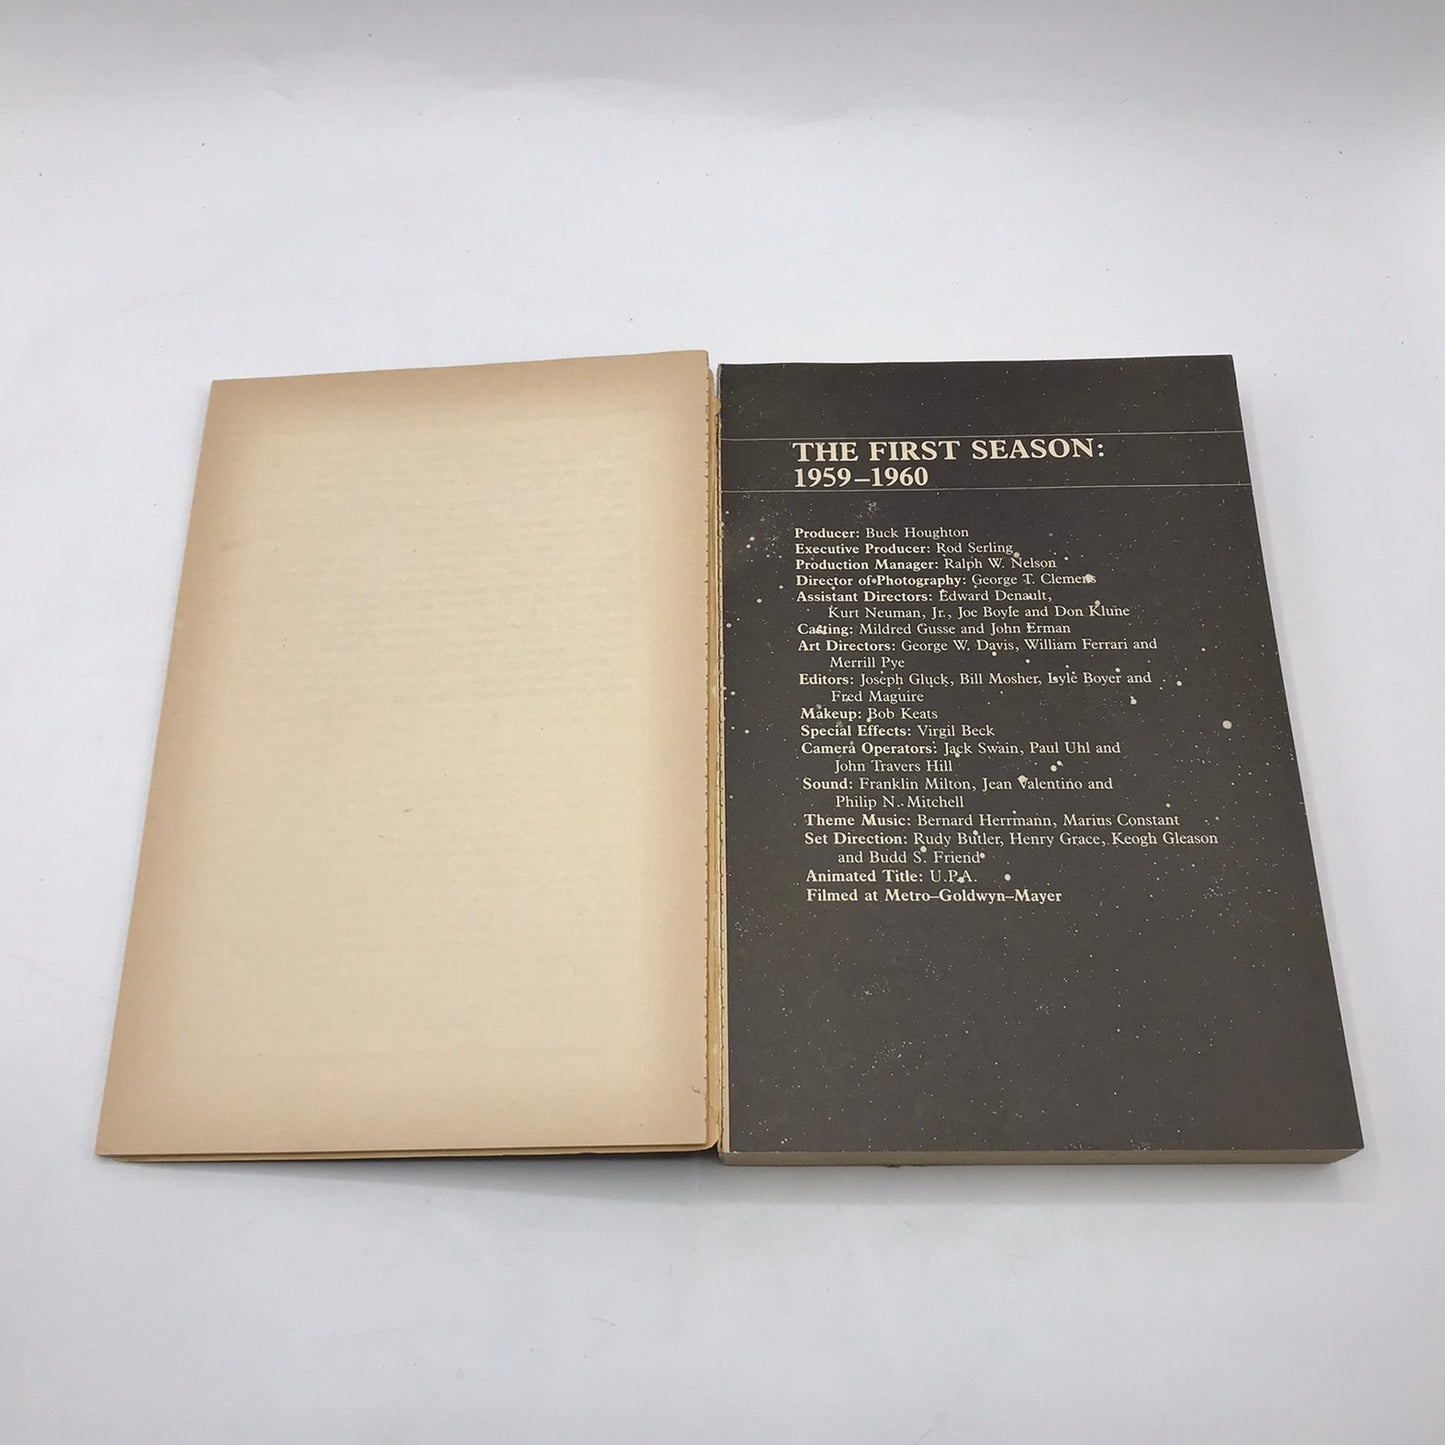 THE FIRST SEASON:
1959–1960
Producer: Buck Houghton
Executive Producer: Rod Serling
Production Manager: Ralph W. Nelson
Director of Photography: George T. Clemens
Assistant Directors: Edward Denault,
Kurt Neuman, Jr., Joe Boyle and Don Klune
Casting: Mildred Gusse and John Erman
Art Directors: George W. Davis, William Ferrari and
Merrill Pye
Editors: Joseph Gluck, Bill Mosher, Lyle Boyer and
Fred Maguire
Makeup: Bob Keats
Special Effects: Virgil Beck
Camera Operators: Jack Swain, Paul Uhl and
John Travers Hill
Sound: Franklin Milton, Jean Valentino and
Philip N. Mitchell
Theme Music: Bernard Herrmann, Marius Constant
Set Direction: Rudy Butler, Henry Grace, Keogh Gleason
and Budd S. Friend
Animated Title: U.P.A.
Filmed at Metro–Goldwyn–Mayer